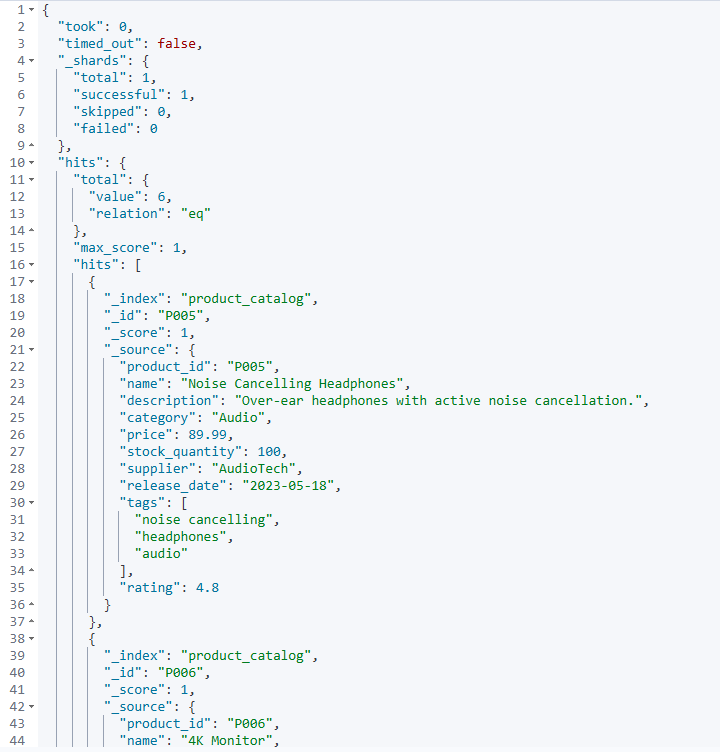 1 {
2 "took": 0,
3 "timed_out": false,
4 "_shards": {
5 "total": 1,
6 "successful": 1,
7 "skipped": 0,
8 "failed": 0
9 },
10 "hits": {
11 "total": {
12 "value": 6,
13 "relation": "eq"
14 },
15 "max_score": 1,
16 "hits": [
17 {
18 "_index": "product_catalog",
19 "_id": "P005",
20 "_score": 1,
21 "_source": {
22 "product_id": "P005",
23 "name": "Noise Cancelling Headphones",
24 "description": "Over-ear headphones with active noise cancellation.",
25 "category": "Audio",
26 "price": 89.99,
27 "stock_quantity": 100,
28 "supplier": "AudioTech",
29 "release_date": "2023-05-18",
30 "tags": [
31 "noise cancelling",
32 "headphones",
33 "audio"
34 ],
35 "rating": 4.8
36 }
37 },
38 {
39 "_index": "product_catalog",
40 "_id": "P006",
41 "_score": 1,
42 "_source": {
43 "product_id": "P006",
44 "name": "4K Monitor",